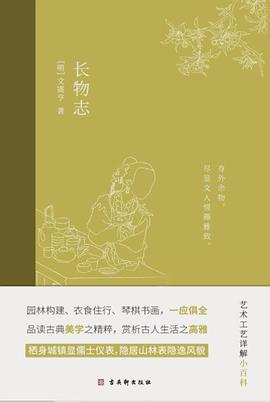 长物志
[明] 文震亨 著
身外余物，
尽显文人情趣雅致。
园林构建、衣食住行、琴棋书画，一应俱全
品读古典美学之精粹，赏析古人生活之高雅
栖身城镇显儒士仪表，隐居山林表隐逸风貌
艺术工艺详解小百科
古吴轩出版社